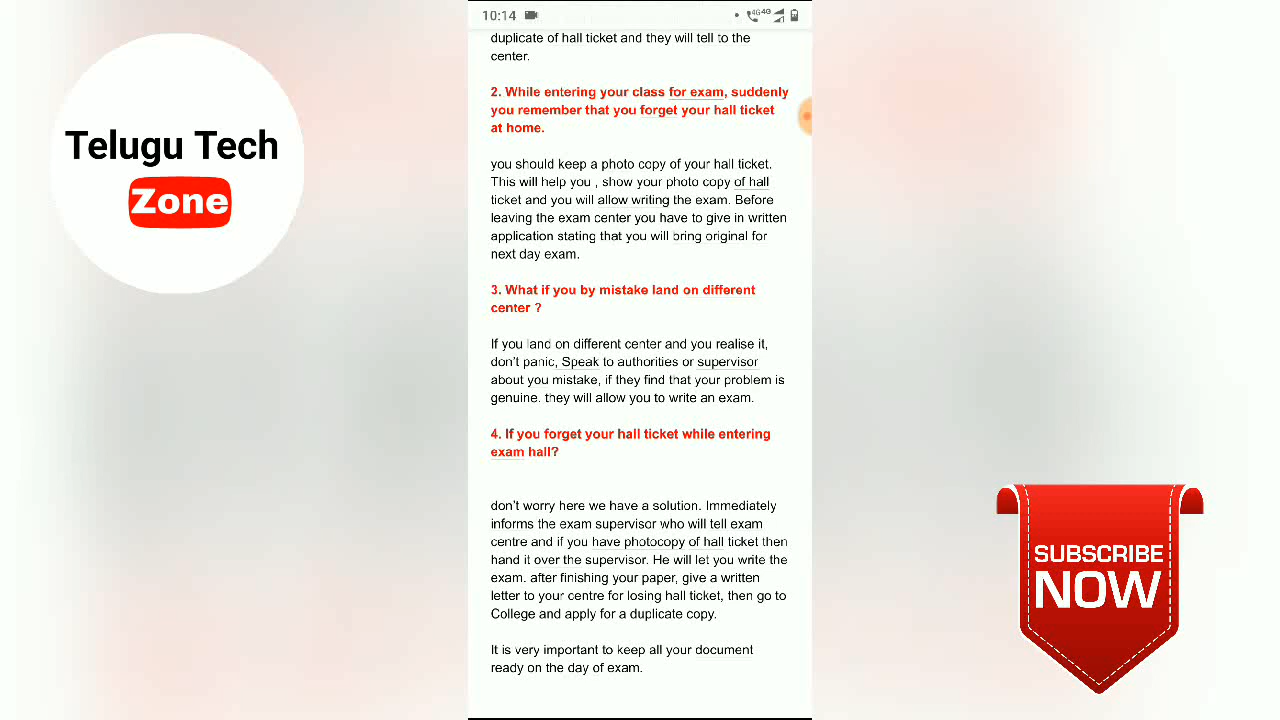 Telugu Tech
Zone
10:14
4G 4G
duplicate of hall ticket and they will tell to the
center.
2. While entering your class for exam, suddenly
you remember that you forget your hall ticket
at home.
you should keep a photo copy of your hall ticket.
This will help you , show your photo copy of hall
ticket and you will allow writing the exam. Before
leaving the exam center you have to give in written
application stating that you will bring original for
next day exam.
3. What if you by mistake land on different
center ?
If you land on different center and you realise it,
don't panic, Speak to authorities or supervisor
about you mistake, if they find that your problem is
genuine. they will allow you to write an exam.
4. If you forget your hall ticket while entering
exam hall?
don't worry here we have a solution. Immediately
informs the exam supervisor who will tell exam
centre and if you have photocopy of hall ticket then
hand it over the supervisor. He will let you write the
exam. after finishing your paper, give a written
letter to your centre for losing hall ticket, then go to
College and apply for a duplicate copy.
It is very important to keep all your document
ready on the day of exam.
SUBSCRIBE
NOW